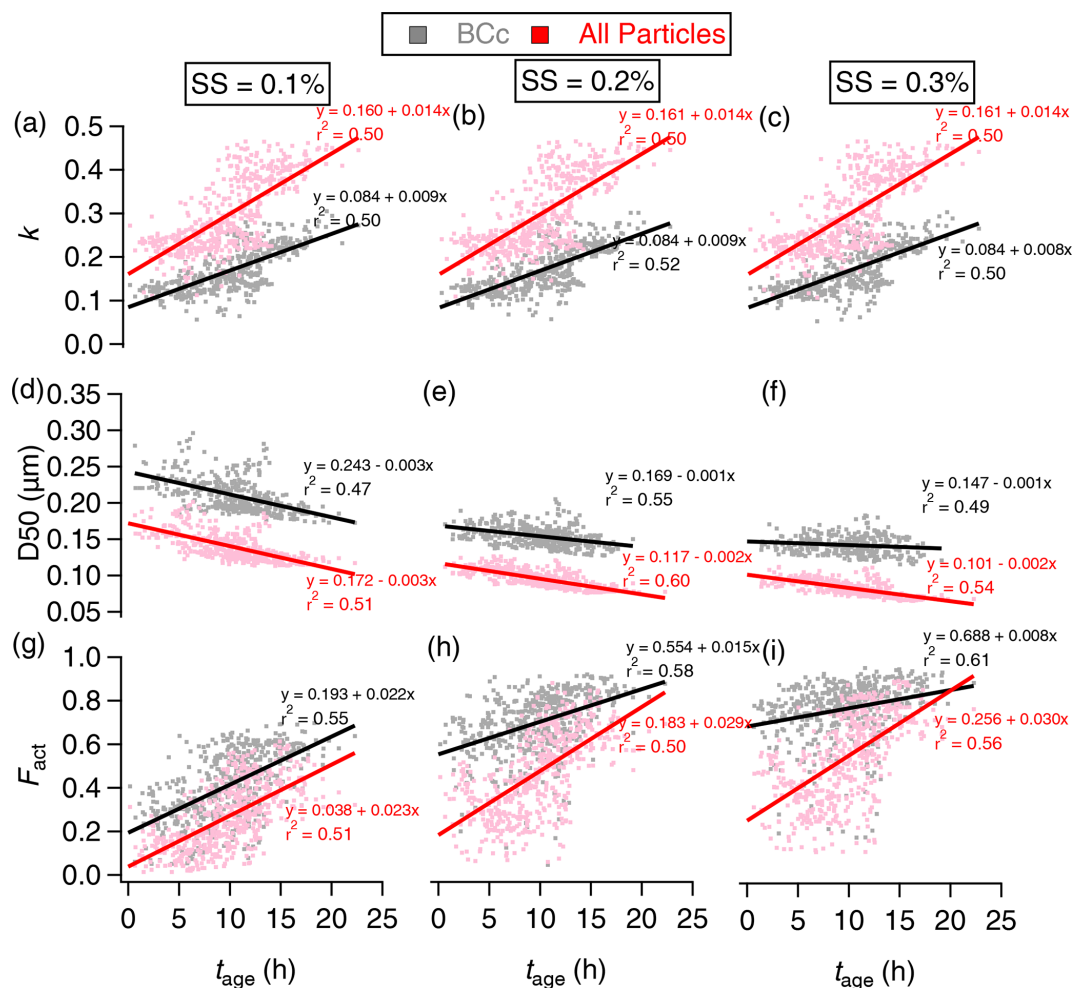 BCc All Particles
SS = 0.1% SS = 0.2% SS = 0.3%
(a)
y = 0.160 + 0.014x
r² = 0.50
y = 0.084 + 0.009x
r² = 0.50
(b)
y = 0.161 + 0.014x
r² = 0.50
y = 0.084 + 0.009x
r² = 0.52
(c)
y = 0.161 + 0.014x
r² = 0.50
y = 0.084 + 0.008x
r² = 0.50
0.5
0.4
0.3
0.2
0.1
0.0
k
(d)
y = 0.243 - 0.003x
r² = 0.47
y = 0.172 - 0.003x
r² = 0.51
(e)
y = 0.169 - 0.001x
r² = 0.55
y = 0.117 - 0.002x
r² = 0.60
(f)
y = 0.147 - 0.001x
r² = 0.49
y = 0.101 - 0.002x
r² = 0.54
0.35
0.30
0.25
0.20
0.15
0.10
0.05
D50 (μm)
(g)
y = 0.193 + 0.022x
r² = 0.55
y = 0.038 + 0.023x
r² = 0.51
(h)
y = 0.554 + 0.015x
r² = 0.58
y = 0.183 + 0.029x
r² = 0.50
(i)
y = 0.688 + 0.008x
r² = 0.61
y = 0.256 + 0.030x
r² = 0.56
1.0
0.8
0.6
0.4
0.2
0.0
F_act
0 5 10 15 20 25 0 5 10 15 20 25 0 5 10 15 20 25
t_age (h) t_age (h) t_age (h)